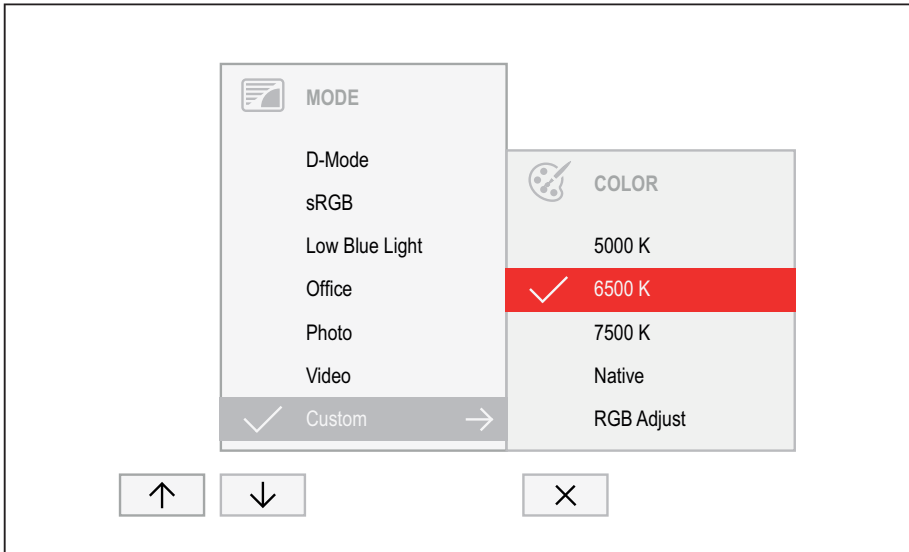 MODE
D-Mode
sRGB
Low Blue Light
Office
Photo
Video
Custom
COLOR
5000 K
6500 K
7500 K
Native
RGB Adjust